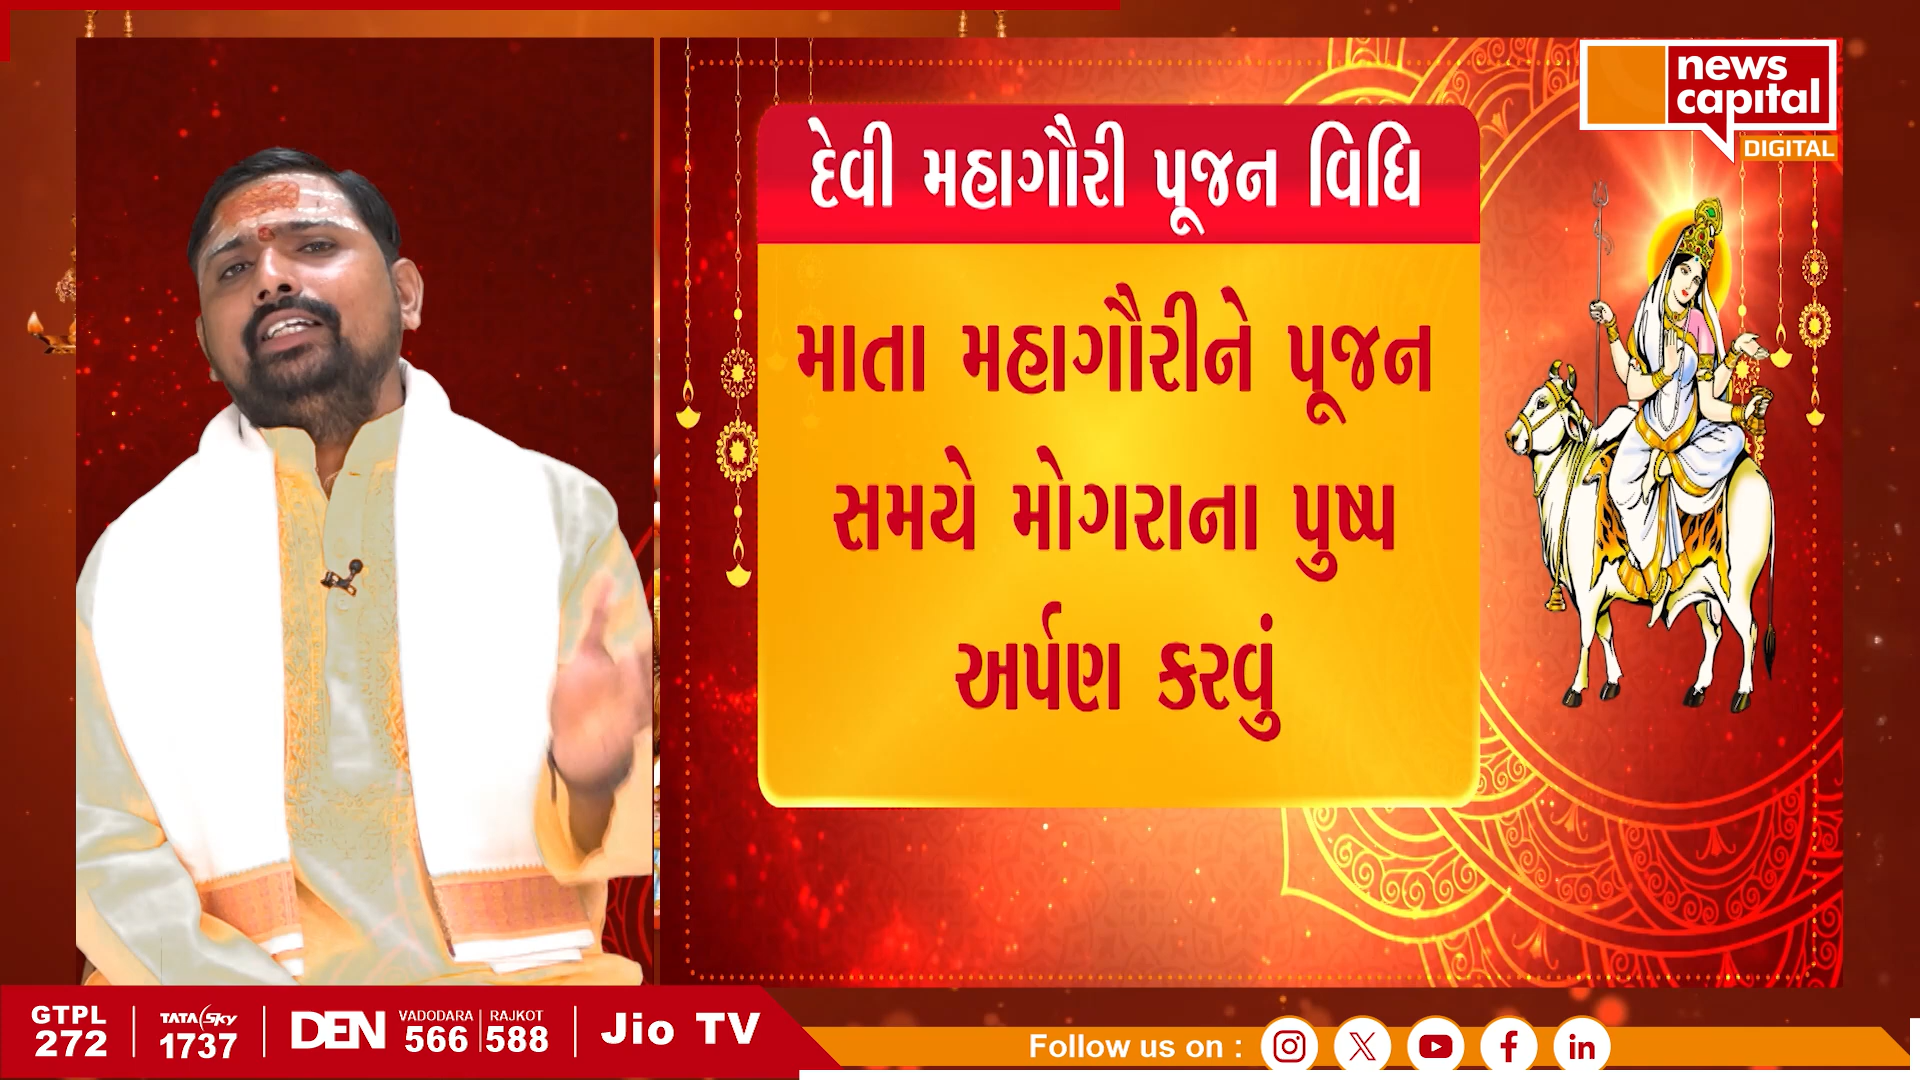 news
capital
DIGITAL
દેવી મહાગૌરી પૂજન વિધિ
માતા મહાગૌરીને પૂજન
સમયે મોગરાના પુષ્પ
અર્પણ કરવું
GTPL
272
TATA Sky
1737
DEN
VADODARA
566
RAJKOT
588
Jio TV
Follow us on :